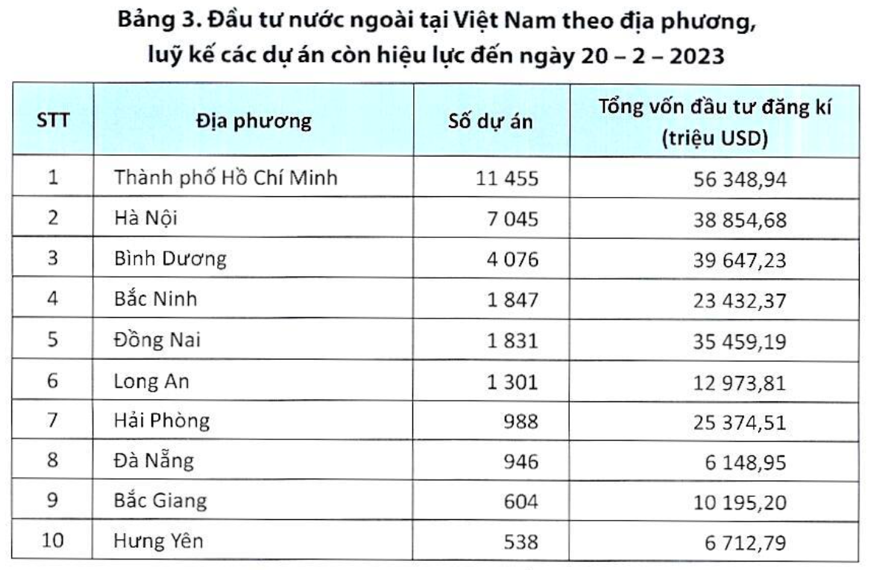 Bảng 3. Đầu tư nước ngoài tại Việt Nam theo địa phương,
luỹ kế các dự án còn hiệu lực đến ngày 20 – 2 – 2023
STT Địa phương Số dự án Tổng vốn đầu tư đăng kí (triệu USD)
1 Thành phố Hồ Chí Minh 11 455 56 348,94
2 Hà Nội 7 045 38 854,68
3 Bình Dương 4 076 39 647,23
4 Bắc Ninh 1 847 23 432,37
5 Đồng Nai 1 831 35 459,19
6 Long An 1 301 12 973,81
7 Hải Phòng 988 25 374,51
8 Đà Nẵng 946 6 148,95
9 Bắc Giang 604 10 195,20
10 Hưng Yên 538 6 712,79